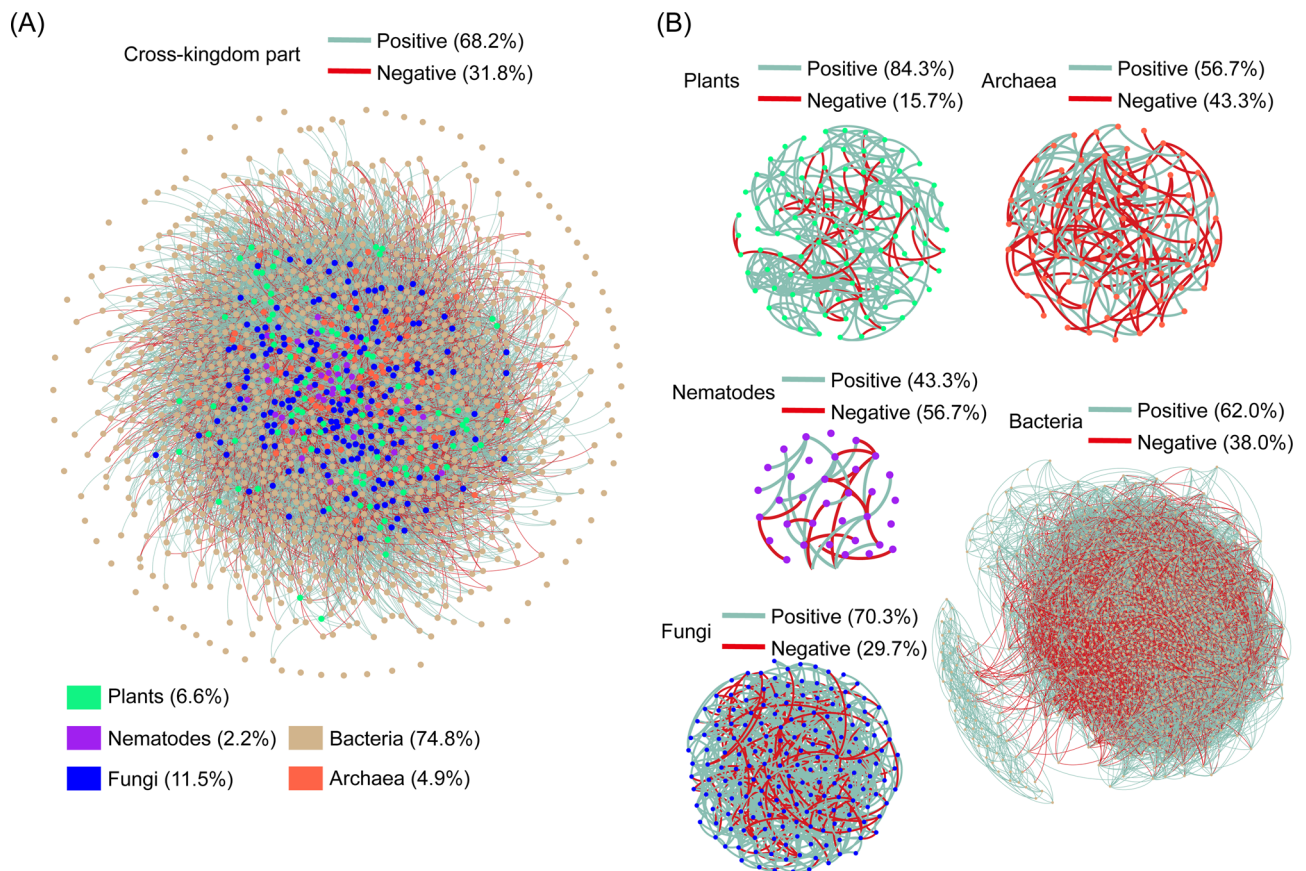 (A)
Cross-kingdom part
Positive (68.2%)
Negative (31.8%)
Plants (6.6%)
Nematodes (2.2%)
Bacteria (74.8%)
Fungi (11.5%)
Archaea (4.9%)
(B)
Plants
Positive (84.3%)
Negative (15.7%)
Archaea
Positive (56.7%)
Negative (43.3%)
Nematodes
Positive (43.3%)
Negative (56.7%)
Bacteria
Positive (62.0%)
Negative (38.0%)
Fungi
Positive (70.3%)
Negative (29.7%)